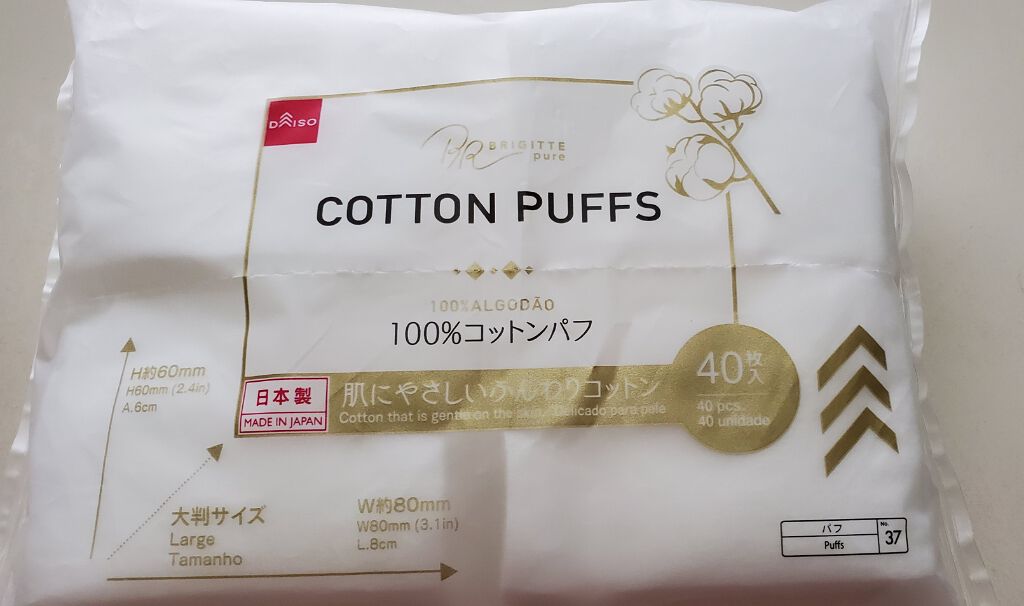 DAISO
BR BRIGITTE
pure
COTTON PUFFS
100%ALGODÃO
100%コットンパフ
日本製
MADE IN JAPAN
肌にやさしいふんわりコットン
Cotton that is gentle on the skin. Delicado para pele
40枚入
40 pcs
40 unidade
H約60mm
H60mm (2.4in)
A.6cm
大判サイズ
Large
Tamanho
W約80mm
W80mm (3.1in)
L.8cm
パフ
Puffs
No.
37